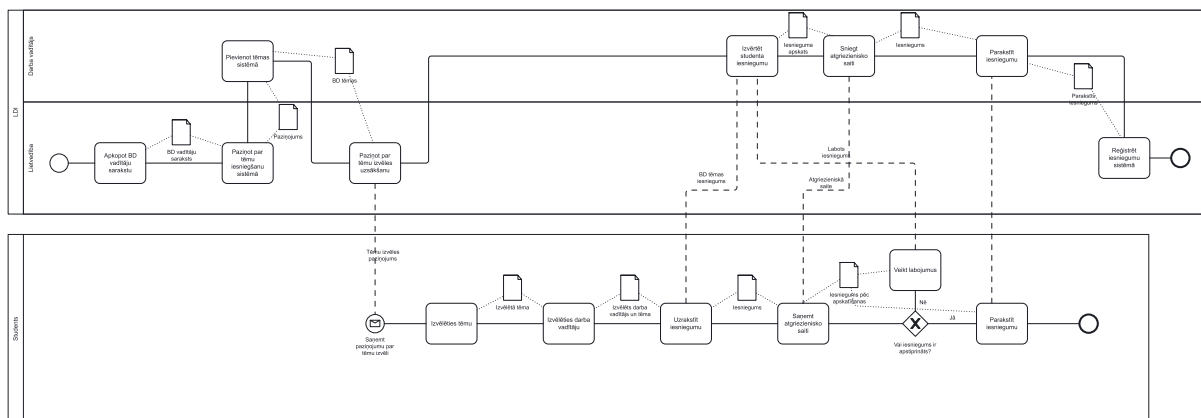 LDI
Darba vadītājs
Lietvedība
Pievienot tēmas
sistēmā
BD tēmas
Izvērtēt
studenta
iesniegumu
Iesnieguma
apskats
Sniegt
atgriezenisko
saiti
Iesniegums
Parakstīt
iesniegumu
Parakstīts
iesniegums
Apkopot BD
vadītāju
sarakstu
BD vadītāju
saraksts
Paziņot par
tēmu
iesniegšanu
sistēmā
Paziņojums
Paziņot par
tēmu izvēles
uzsākšanu
BD tēmas
iesniegums
Labots
iesniegums
Atgriezeniskā
saite
Reģistrēt
iesniegumu
sistēmā
Students
Tēmu izvēles
paziņojums
Saņemt
paziņojumu par
tēmu izvēli
Izvēlēties tēmu
Izvēlētā tēma
Izvēlēties darba
vadītāju
Izvēlēts darba
vadītājs un tēma
Uzrakstīt
iesniegumu
Iesniegums
Saņemt
atgriezenisko
saiti
Iesniegums pēc
apskatīšanas
Veikt labojumus
Nē
Jā
Vai iesniegums ir
apstiprināts?
Parakstīt
iesniegumu